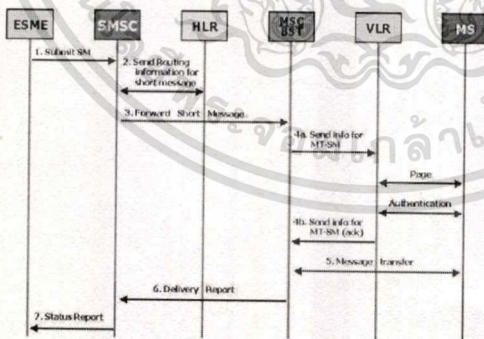 ESME
SMSC
HLR
MSC
VLR
MS
1. Submit SM
2. Send Routing
information for
short message
3. Forward Short Message
4a. Send info for
MT-SM
Page
Authentication
4b. Send info for
MT-SM (ack)
5. Message transfer
6. Delivery Report
7. Status Report